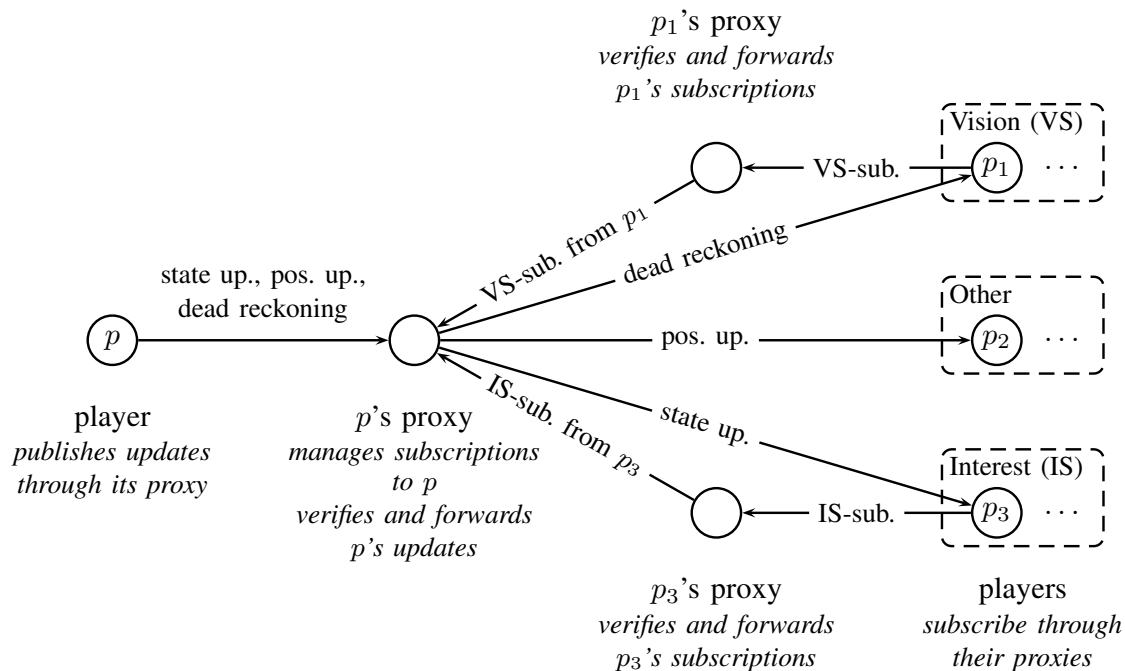 p₁'s proxy
verifies and forwards
p₁'s subscriptions
Vision (VS)
p₁ ···
VS-sub.
VS-sub. from p₁
dead reckoning
state up., pos. up.,
dead reckoning
Other
p
pos. up.
p₂ ···
IS-sub. from p₃
state up.
player
publishes updates
through its proxy
p's proxy
manages subscriptions
to p
verifies and forwards
p's updates
Interest (IS)
p₃ ···
IS-sub.
p₃'s proxy
verifies and forwards
p₃'s subscriptions
players
subscribe through
their proxies